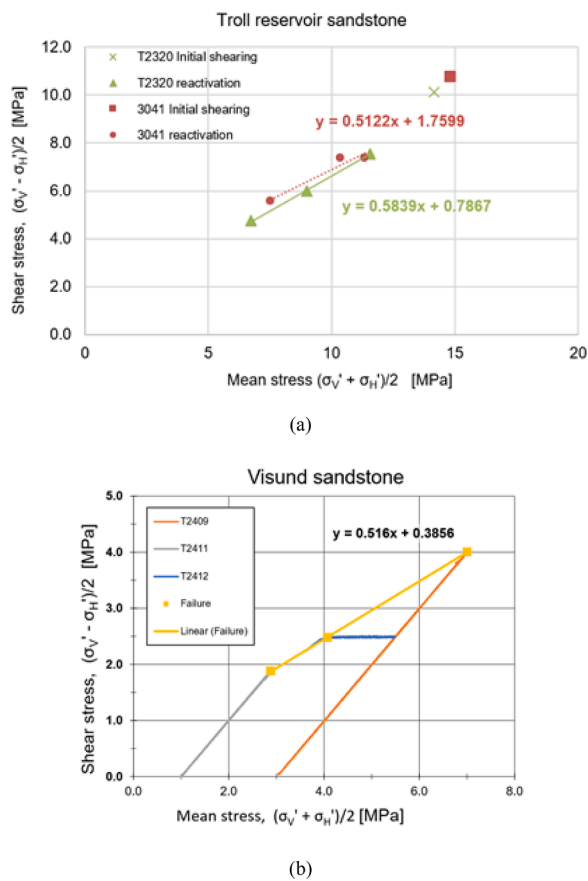 Troll reservoir sandstone
Shear stress, (σV' - σH')/2 [MPa]
12.0
10.0
8.0
6.0
4.0
2.0
0.0
T2320 Initial shearing
T2320 reactivation
3041 Initial shearing
3041 reactivation
y = 0.5122x + 1.7599
y = 0.5839x + 0.7867
0 5 10 15 20
Mean stress (σV' + σH')/2 [MPa]
(a)
Visund sandstone
Shear stress, (σV' - σH')/2 [MPa]
5.0
4.0
3.0
2.0
1.0
0.0
T2409
T2411
T2412
Failure
Linear (Failure)
y = 0.516x + 0.3856
0.0 2.0 4.0 6.0 8.0
Mean stress, (σV' + σH')/2 [MPa]
(b)